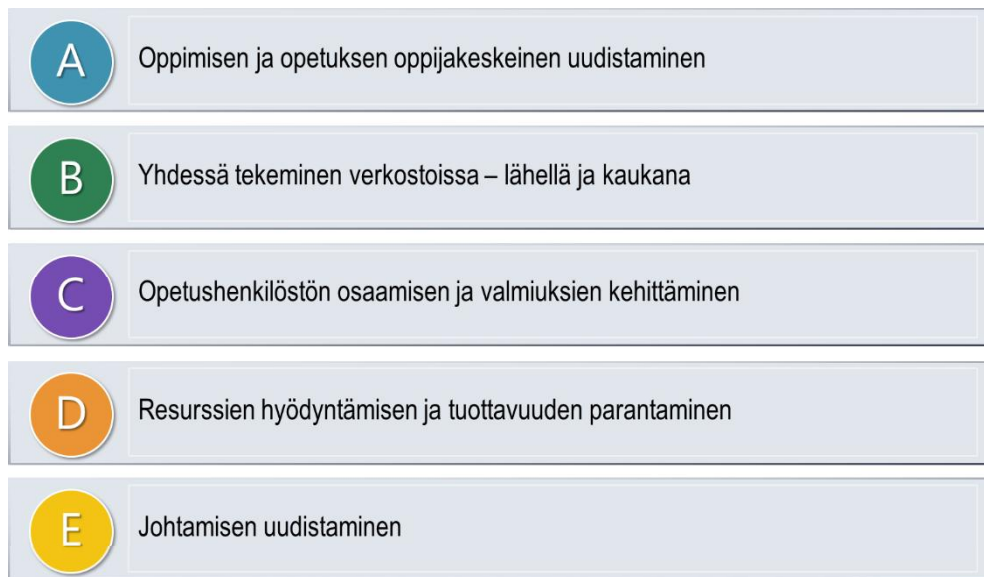 A Oppimisen ja opetuksen oppijakeskeinen uudistaminen
B Yhdessä tekeminen verkostoissa – lähellä ja kaukana
C Opetushenkilöstön osaamisen ja valmiuksien kehittäminen
D Resurssien hyödyntämisen ja tuottavuuden parantaminen
E Johtamisen uudistaminen